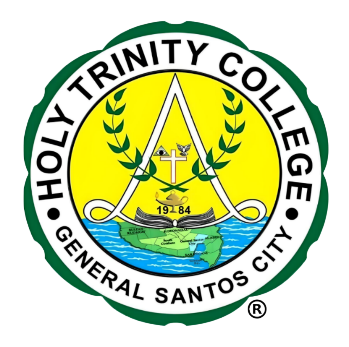 HOLY TRINITY COLLEGE
19 84
• GENERAL SANTOS CITY •
®